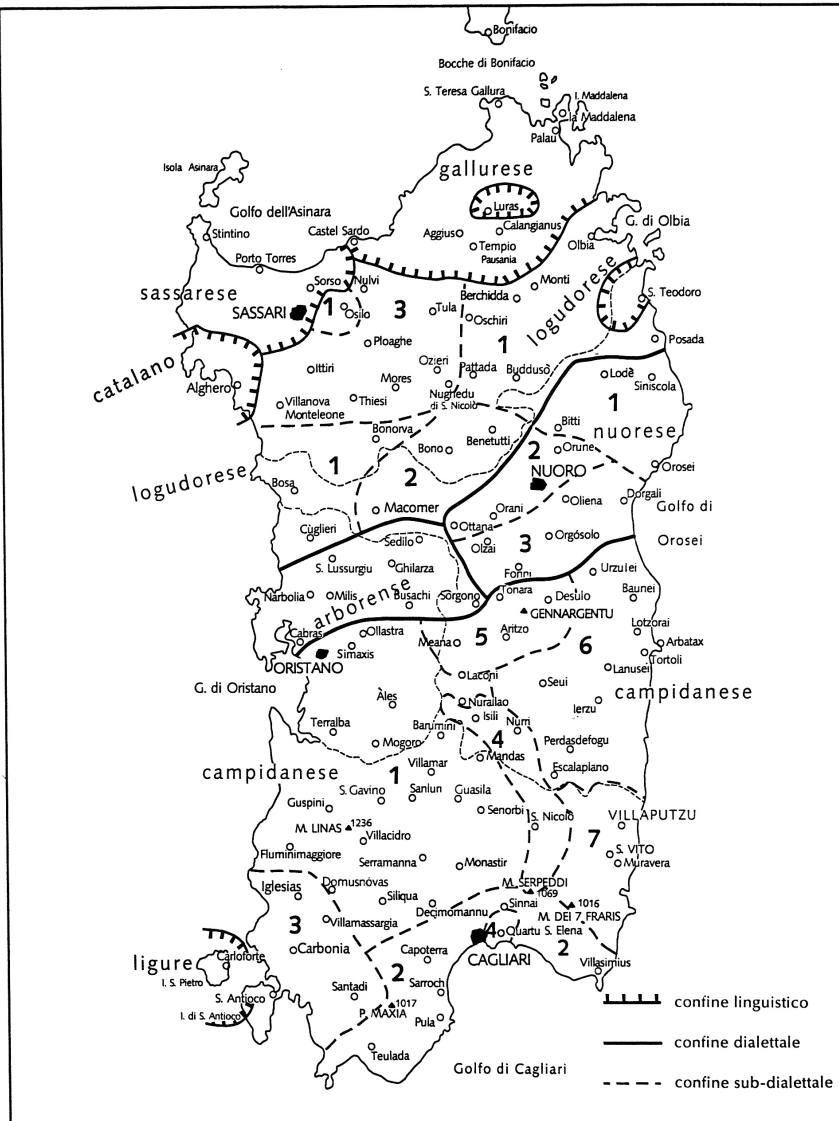 Bonifacio
Bocche di Bonifacio
S. Teresa Gallura
I. Maddalena
la Maddalena
Palau
Isola Asinara
gallurese
Luras
Golfo dell'Asinara
Stintino
Castel Sardo
Aggius
Calangianus
G. di Olbia
Olbia
Tempio
Pausania
Porto Torres
sassarese
Sorso
Nulvi
Monti
Berchidda
S. Teodoro
logudorese
SASSARI
1
Osilo
3
Tula
Oschiri
1
Posada
Ploaghe
catalano
Ittiri
Ozieri
Pattada
Buddusò
Lodè
Siniscola
Alghero
Mores
Nughedu
di S. Nicolò
1
Villanova
Monteleone
Thiesi
nuorese
Bonorva
Benetutti
Bitti
Bono
2
Orune
logudorese
1
2
NUORO
Orosei
Bosa
Oliena
Dorgali
Golfo di
Orosei
Macomer
Orani
Ottana
Cùglieri
Sedilo
Olzai
3
Orgósolo
S. Lussurgiu
Ghilarza
Fonni
Urzulei
arborense
Narbolia
Milis
Busachi
Sorgono
Tonara
Desulo
Baunei
GENNARGENTU
Cabras
Ollastra
Simaxis
5
Aritzo
Meana
6
Lotzorai
Arbatax
Tortoli
ORISTANO
Lanusei
G. di Oristano
Laconi
Seui
campidanese
Àles
Nurallao
Isili
Ierzu
Terralba
Barumini
Nurri
4
Mogoro
Mandas
Perdasdefogu
Escalaplano
campidanese
1
Villamar
S. Gavino
Sanluri
Guasila
Guspini
Senorbi
S. Nicolò
VILLAPUTZU
M. LINAS
1236
Villacidro
7
S. VITO
Muravera
Fluminimaggiore
Serramanna
Monastir
Iglesias
Domusnòvas
M. SERPEDDI
1069
Siliqua
Decimomannu
Sinnai
1016
M. DEI 7 FRARIS
3
Villamassargia
4
Quartu S. Elena
2
Carbonia
CAGLIARI
Capoterra
ligure
Carloforte
I. S. Pietro
2
Villasimius
S. Antioco
Santadi
Sarroch
I. di S. Antioco
1017
P. MAXIA
Pula
Teulada
Golfo di Cagliari
confine linguistico
confine dialettale
confine sub-dialettale